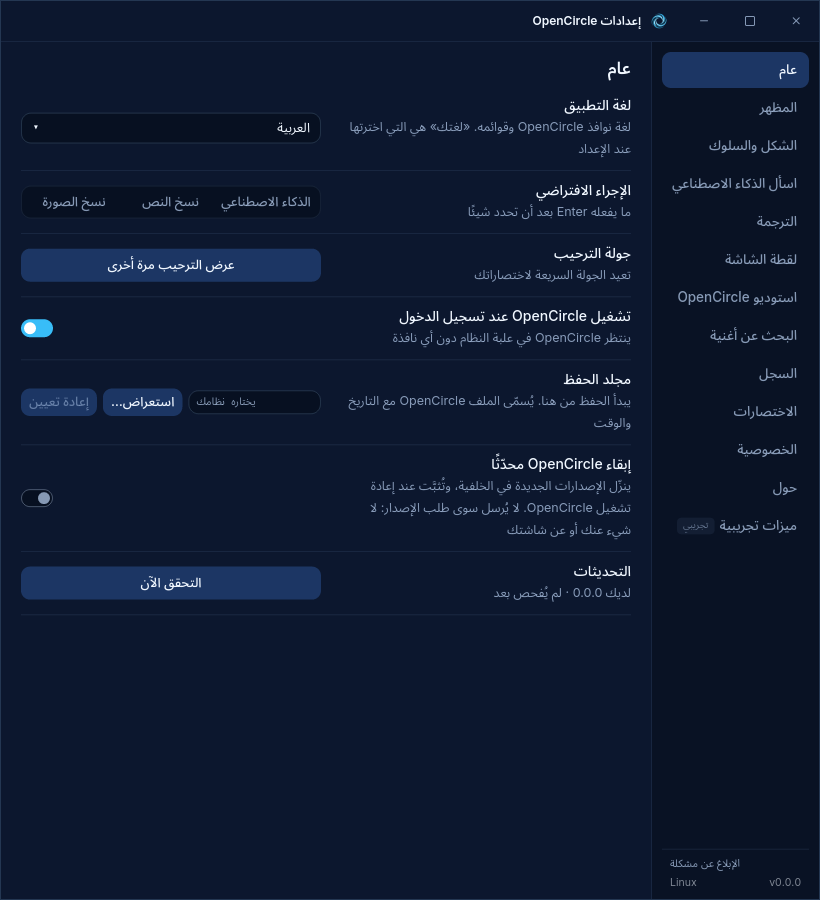 إعدادات OpenCircle
عام
المظهر
الشكل والسلوك
اسأل الذكاء الاصطناعي
الترجمة
لقطة الشاشة
استوديو OpenCircle
البحث عن أغنية
السجل
الاختصارات
الخصوصية
حول
ميزات تجريبية تجريبي
الإبلاغ عن مشكلة
v0.0.0 Linux
عام
لغة التطبيق
لغة نوافذ OpenCircle وقوائمه. «لغتك» هي التي اخترتها
عند الإعداد
العربية
الإجراء الافتراضي
ما يفعله Enter بعد أن تحدد شيئًا
الذكاء الاصطناعي نسخ النص نسخ الصورة
جولة الترحيب
تعيد الجولة السريعة لاختصاراتك
عرض الترحيب مرة أخرى
تشغيل OpenCircle عند تسجيل الدخول
ينتظر OpenCircle في علبة النظام دون أي نافذة
مجلد الحفظ
يبدأ الحفظ من هنا. يُسمّى الملف OpenCircle مع التاريخ
والوقت
يختاره نظامك استعراض... إعادة تعيين
إبقاء OpenCircle محدّثًا
ينزّل الإصدارات الجديدة في الخلفية، وتُثبَّت عند إعادة
تشغيل OpenCircle. لا يُرسل سوى طلب الإصدار: لا
شيء عنك أو عن شاشتك
التحديثات
لديك 0.0.0 · لم يُفحص بعد
التحقق الآن